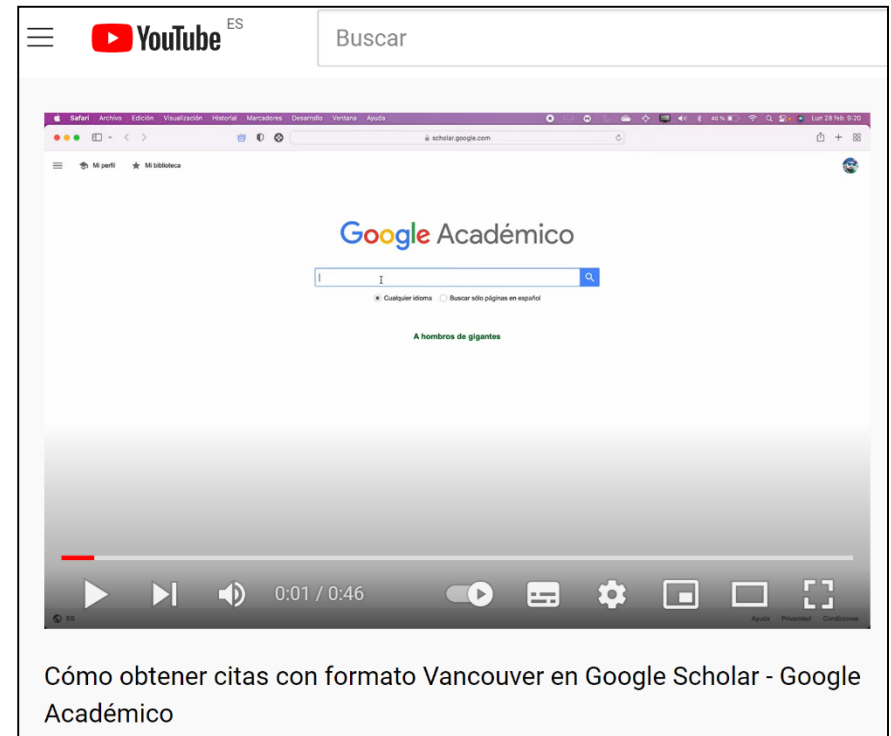 YouTube ES
Buscar
Safari Archivo Edición Visualización Historial Marcadores Desarrollo Ventana Ayuda 40 % Lun 28 feb 9:20
scholar.google.com
Mi perfil Mi biblioteca
Google Académico
Cualquier idioma Buscar sólo páginas en español
A hombros de gigantes
0:01 / 0:46
ES Ayuda Privacidad Condiciones
Cómo obtener citas con formato Vancouver en Google Scholar - Google
Académico